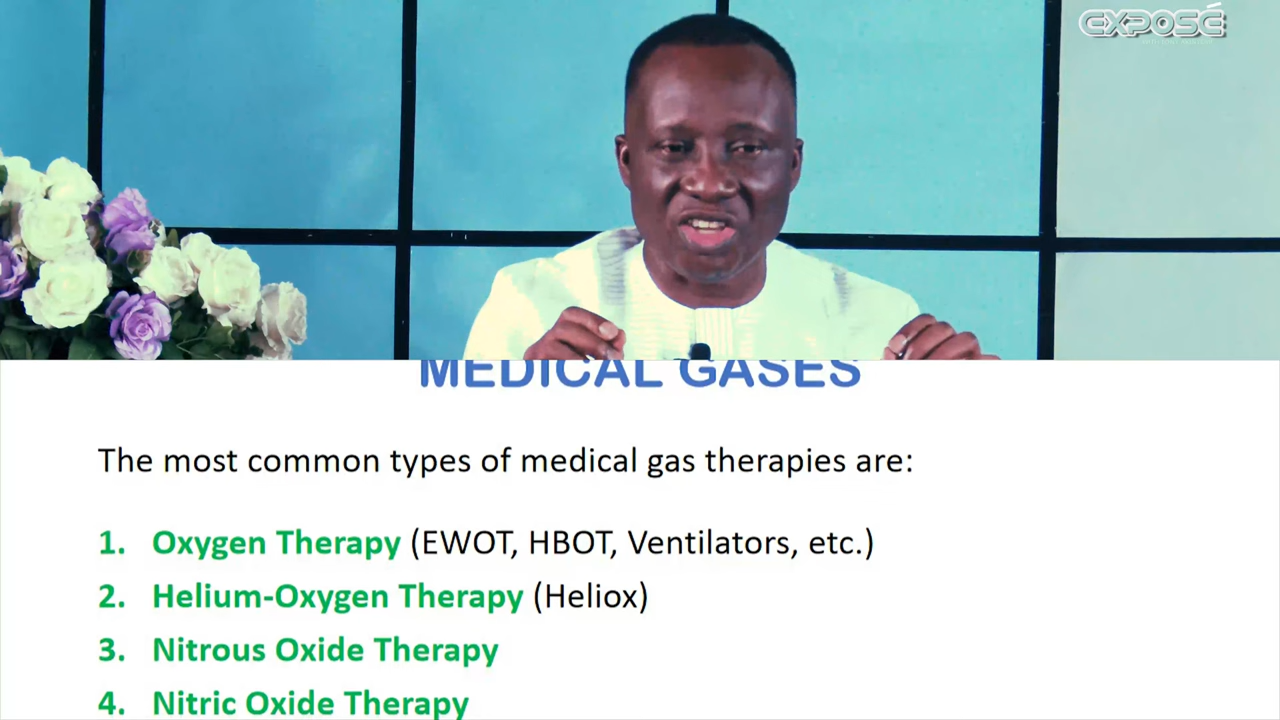 EXPOSÉ
MEDICAL GASES
The most common types of medical gas therapies are:
1. Oxygen Therapy (EWOT, HBOT, Ventilators, etc.)
2. Helium-Oxygen Therapy (Heliox)
3. Nitrous Oxide Therapy
4. Nitric Oxide Therapy